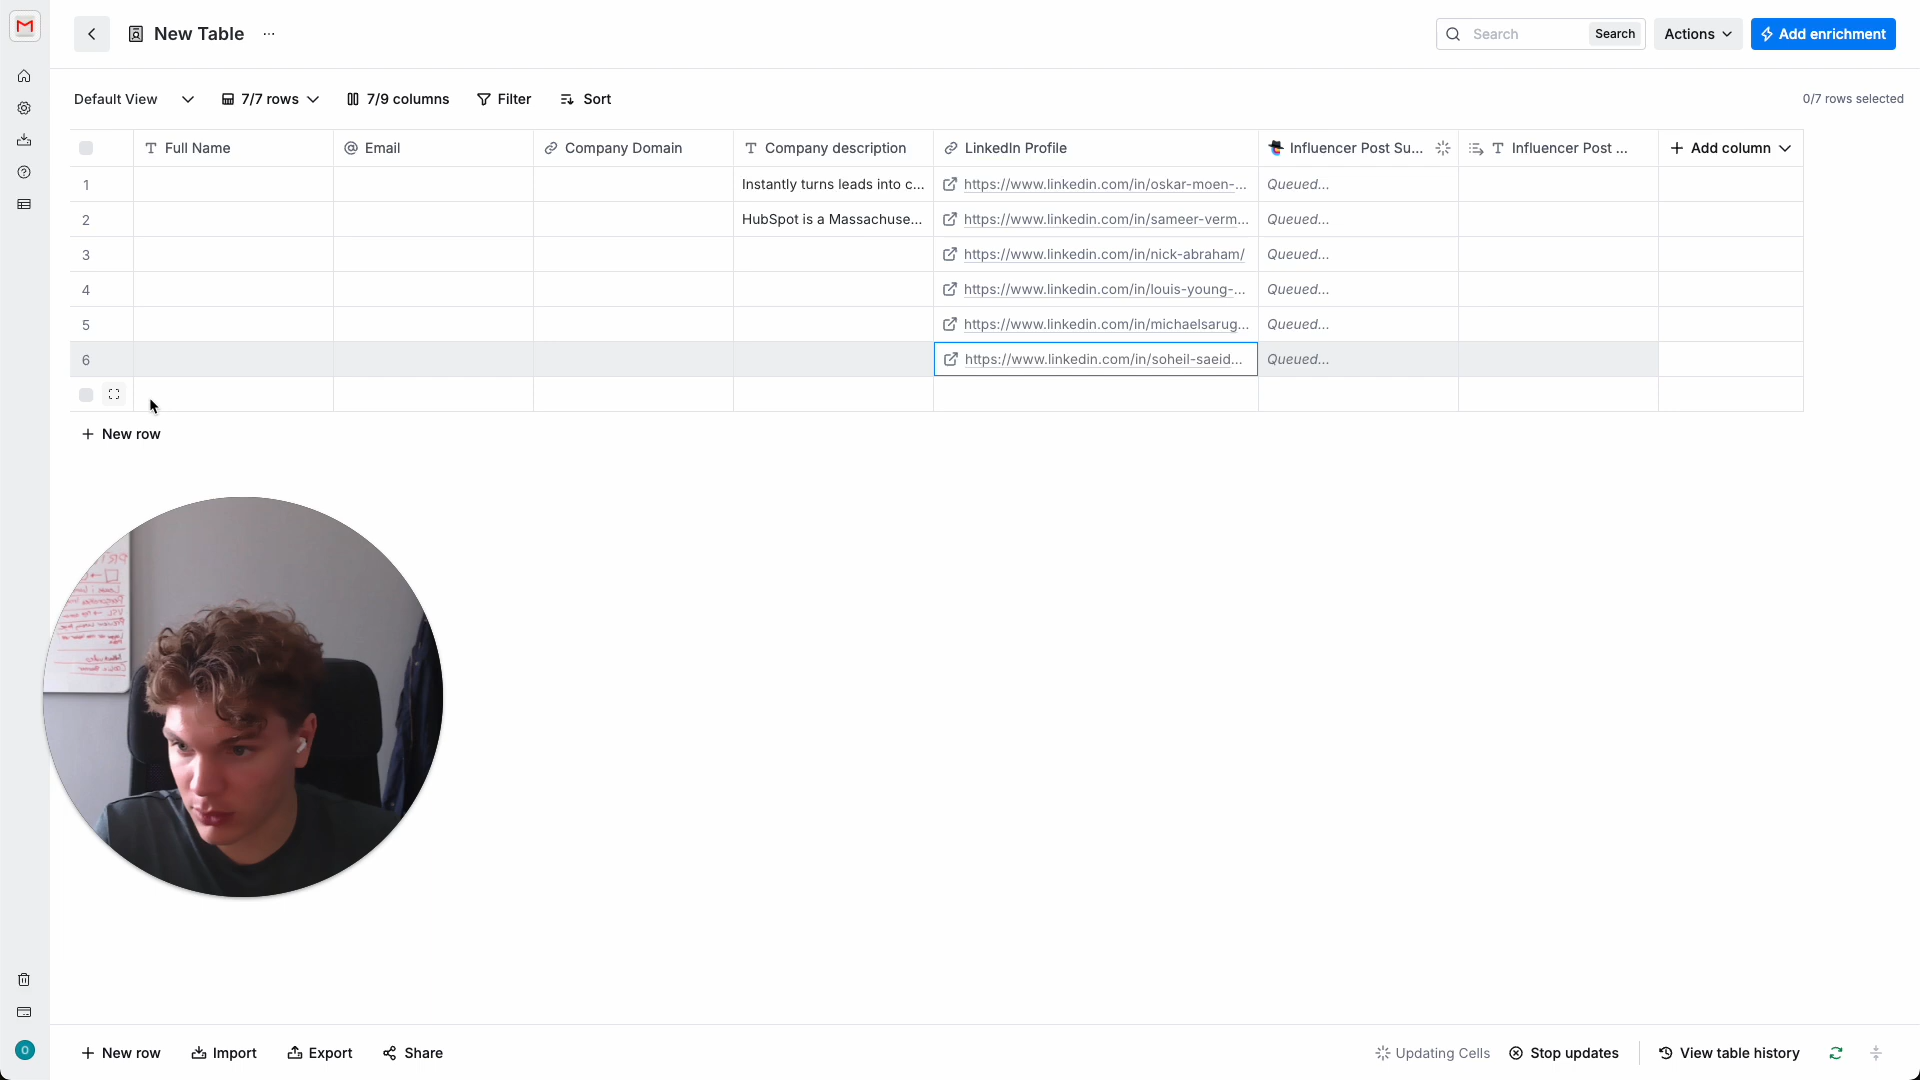 New Table ...
Search
Search
Actions
Add enrichment
Default View
7/7 rows
7/9 columns
Filter
Sort
0/7 rows selected
Full Name
Email
Company Domain
Company description
LinkedIn Profile
Influencer Post Su...
Influencer Post ...
Add column
1
Instantly turns leads into c...
https://www.linkedin.com/in/oskar-moen-...
Queued...
2
HubSpot is a Massachuse...
https://www.linkedin.com/in/sameer-verm...
Queued...
3
https://www.linkedin.com/in/nick-abraham/
Queued...
4
https://www.linkedin.com/in/louis-young-...
Queued...
5
https://www.linkedin.com/in/michaelsarug...
Queued...
6
https://www.linkedin.com/in/soheil-saeid...
Queued...
+ New row
O
+ New row
Import
Export
Share
Updating Cells
Stop updates
View table history